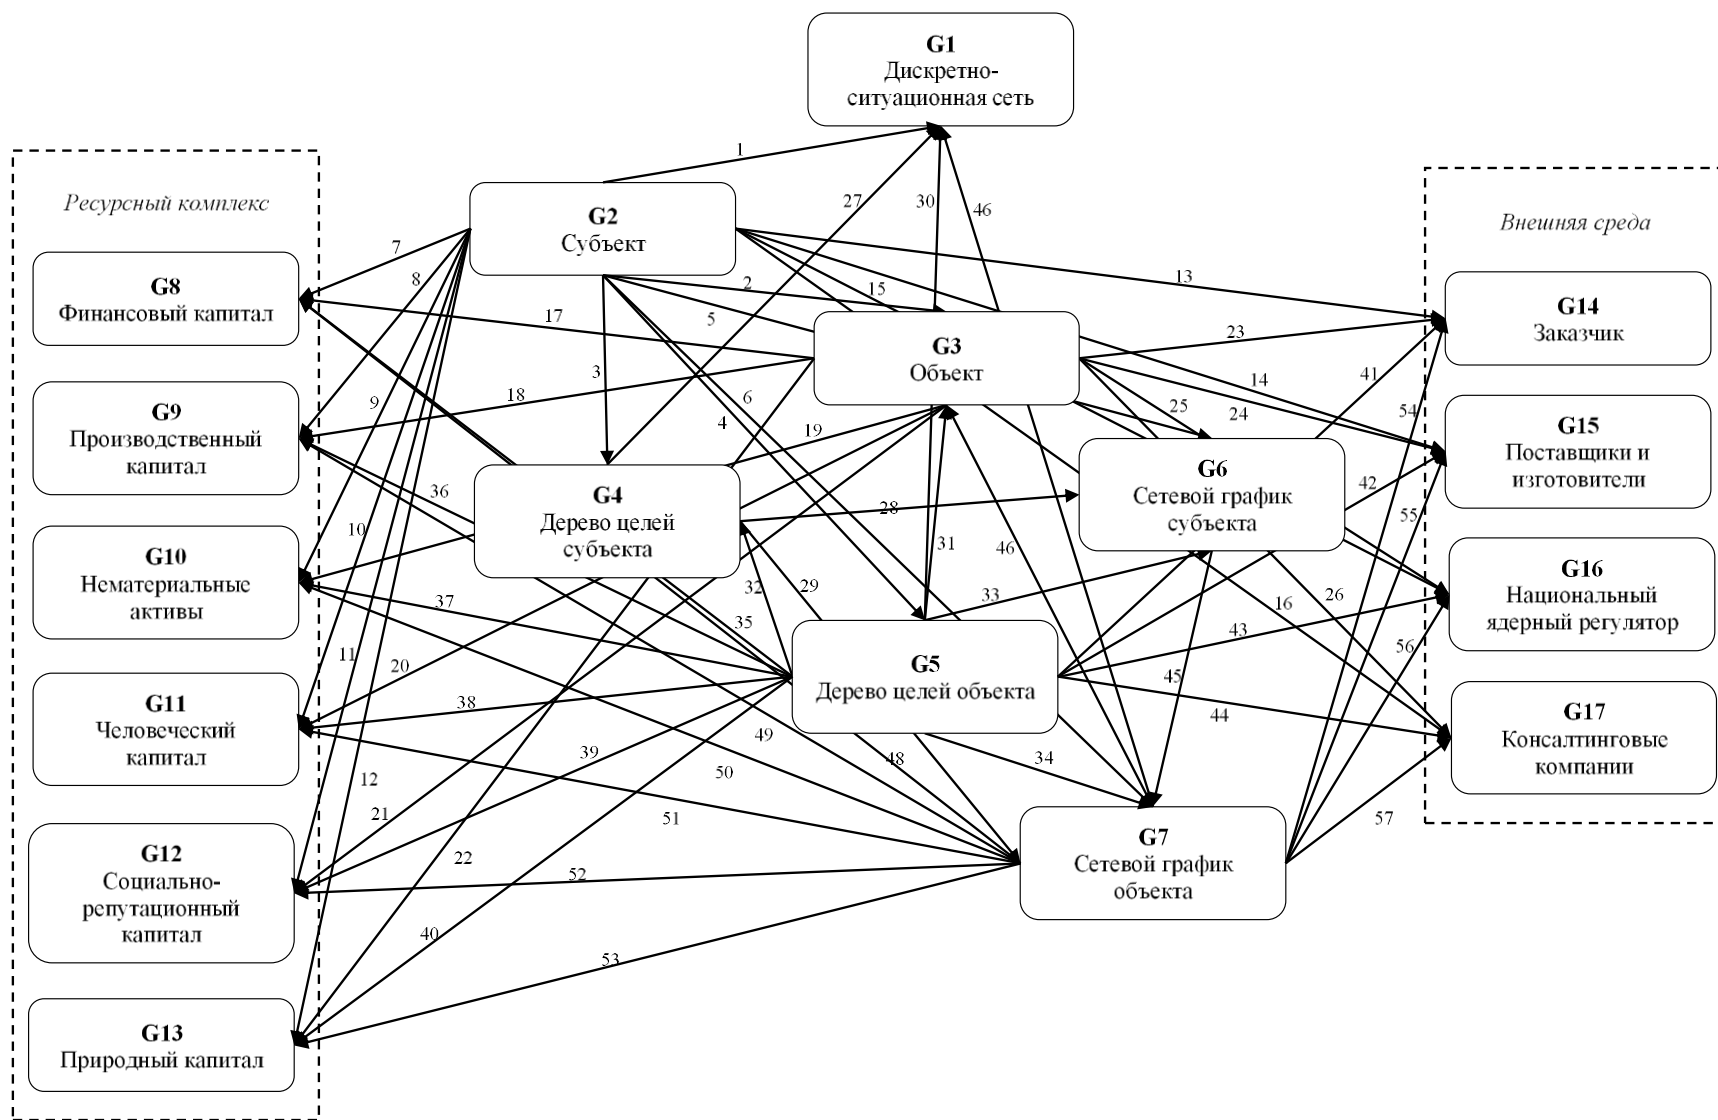 G1
Дискретно-
ситуационная сеть
Ресурсный комплекс
G8
Финансовый капитал
G9
Производственный
капитал
G10
Нематериальные
активы
G11
Человеческий
капитал
G12
Социально-
репутационный
капитал
G13
Природный капитал
G2
Субъект
G3
Объект
G4
Дерево целей
субъекта
G5
Дерево целей объекта
G6
Сетевой график
субъекта
G7
Сетевой график
объекта
Внешняя среда
G14
Заказчик
G15
Поставщики и
изготовители
G16
Национальный
ядерный регулятор
G17
Консалтинговые
компании
1
27
30
46
7
8
2
15
13
17
5
23
3
6
14
41
18
4
25
24
54
9
19
36
28
42
10
31
46
55
37
32
29
33
16
26
35
43
11
20
45
56
38
44
49
39
48
34
50
12
21
51
57
22
52
40
53